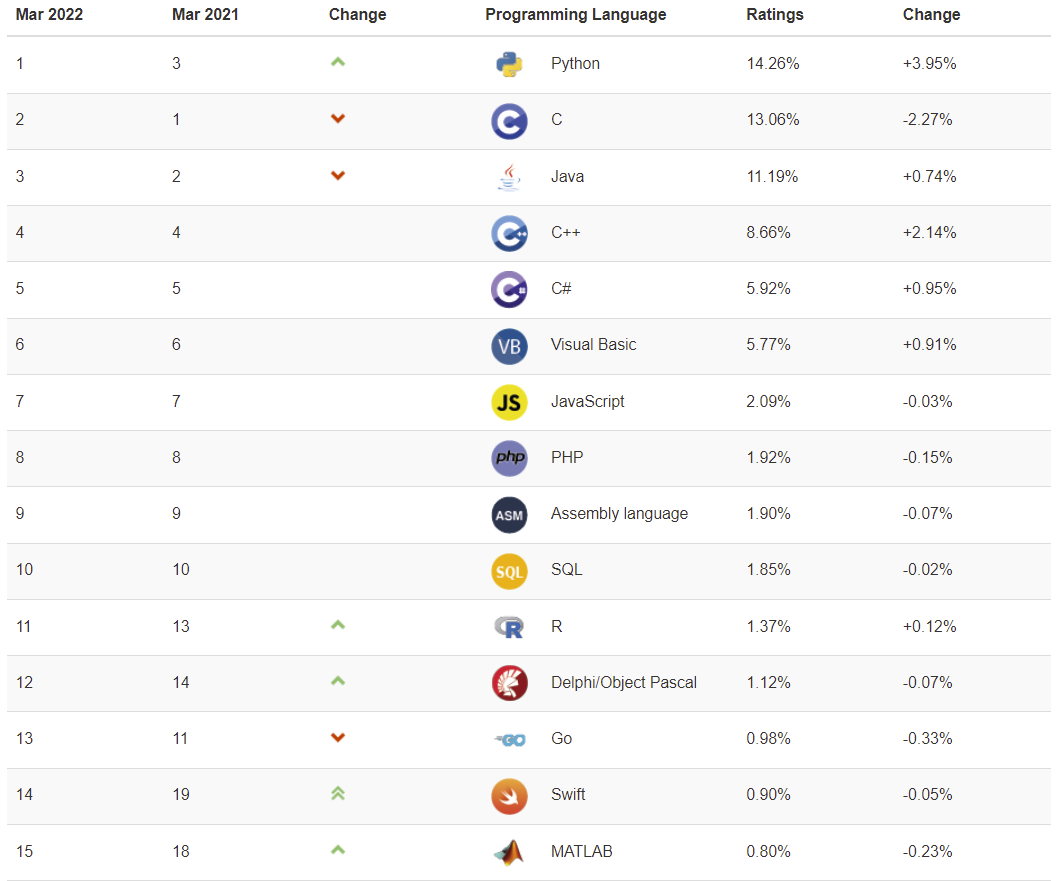 Mar 2022 Mar 2021 Change Programming Language Ratings Change
1 3 Python 14.26% +3.95%
2 1 C C 13.06% -2.27%
3 2 Java Java 11.19% +0.74%
4 4 C++ C++ 8.66% +2.14%
5 5 C# C# 5.92% +0.95%
6 6 VB Visual Basic 5.77% +0.91%
7 7 JS JavaScript 2.09% -0.03%
8 8 php PHP 1.92% -0.15%
9 9 ASM Assembly language 1.90% -0.07%
10 10 SQL SQL 1.85% -0.02%
11 13 R R 1.37% +0.12%
12 14 Delphi/Object Pascal 1.12% -0.07%
13 11 GO Go 0.98% -0.33%
14 19 Swift 0.90% -0.05%
15 18 MATLAB 0.80% -0.23%